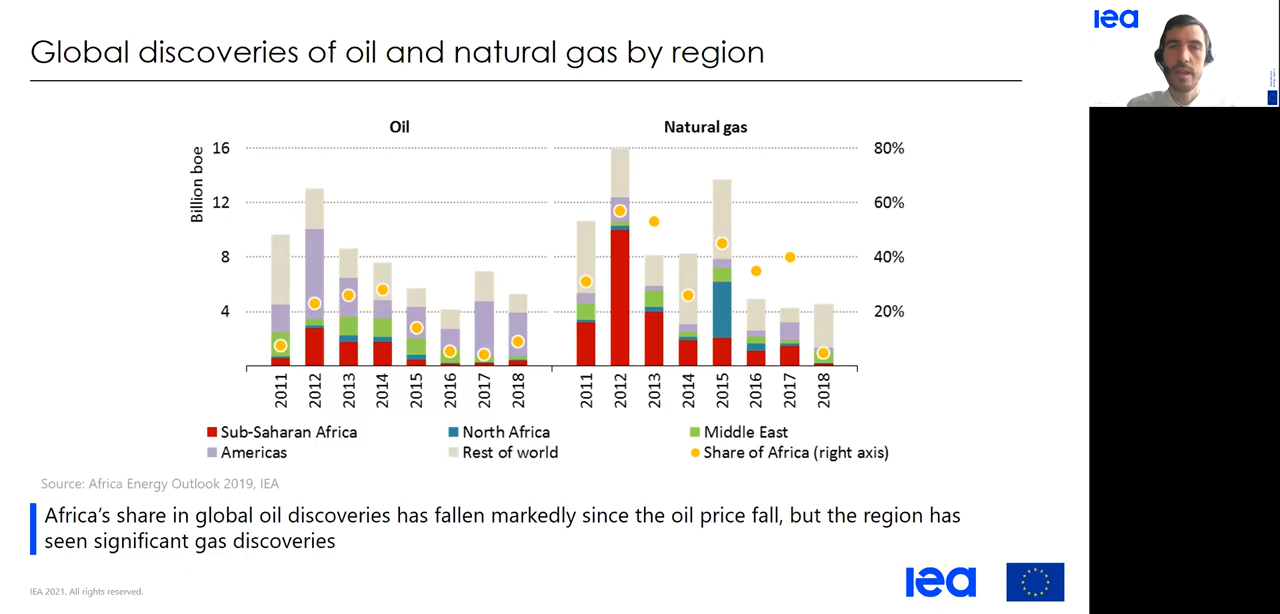 iea
Global discoveries of oil and natural gas by region
Oil
Natural gas
Billion boe
16
12
8
4
80%
60%
40%
20%
2011 2012 2013 2014 2015 2016 2017 2018
2011 2012 2013 2014 2015 2016 2017 2018
Sub-Saharan Africa North Africa Middle East
Americas Rest of world Share of Africa (right axis)
Source: Africa Energy Outlook 2019, IEA
Africa’s share in global oil discoveries has fallen markedly since the oil price fall, but the region has
seen significant gas discoveries
IEA 2021. All rights reserved.
iea